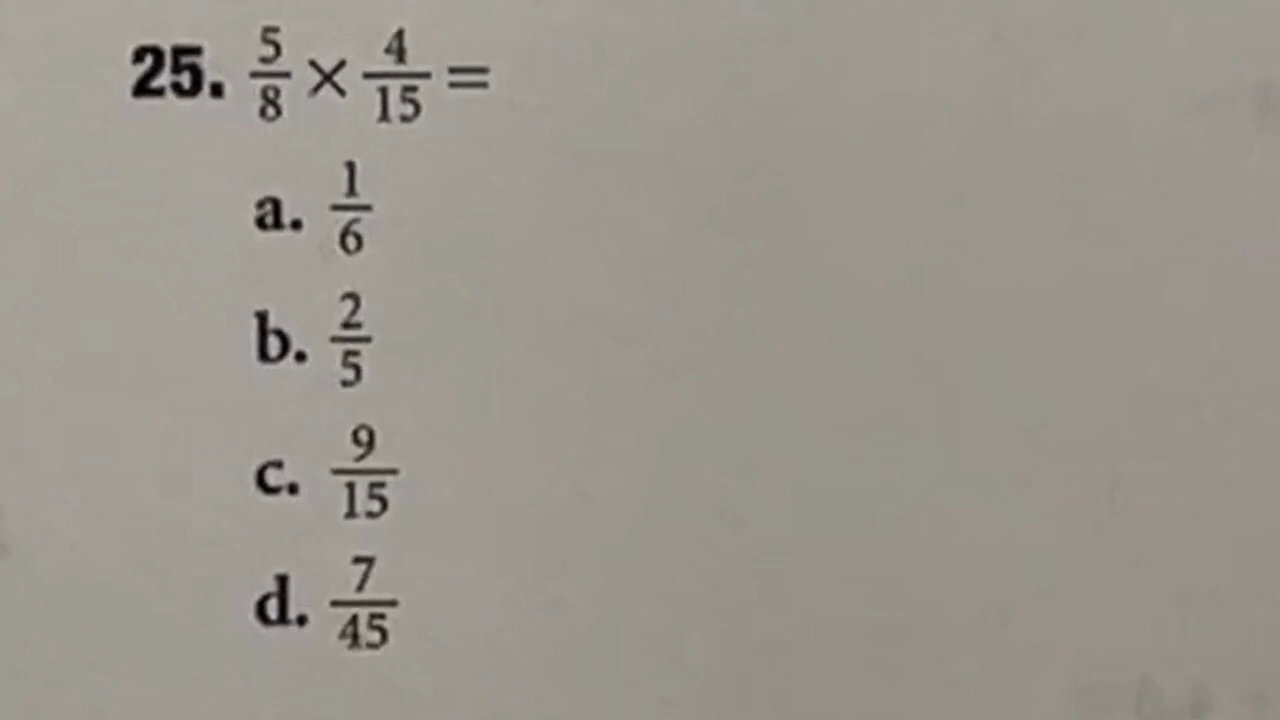 25. 5/8 × 4/15 =
a. 1/6
b. 2/5
c. 9/15
d. 7/45